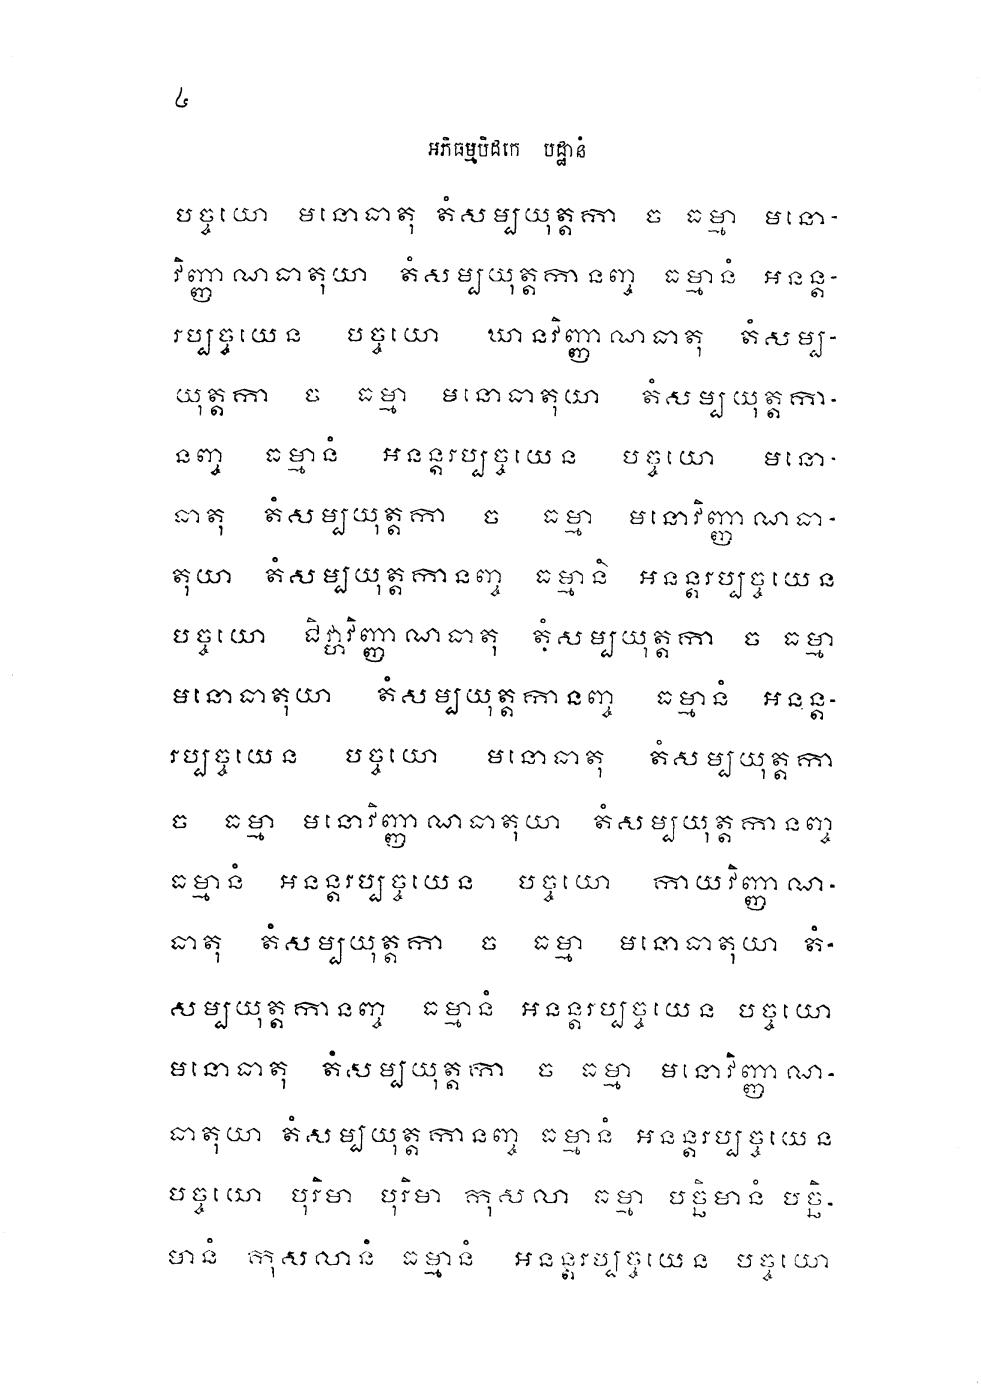 ៤
អភិធម្មបិដកេ បដ្ឋានំ
បច្ចយោ មនោធាតុ តំសម្បយុត្តកា ច ធម្មា មនោ-
វិញ្ញាណធាតុយា តំសម្បយុត្តកានញ្ច ធម្មានំ អនន្ត-
រប្បច្ចយេន បច្ចយោ ឃានវិញ្ញាណធាតុ តំសម្ប-
យុត្តកា ច ធម្មា មនោធាតុយា តំសម្បយុត្តកា-
នញ្ច ធម្មានំ អនន្តរប្បច្ចយេន បច្ចយោ មនោ-
ធាតុ តំសម្បយុត្តកា ច ធម្មា មនោវិញ្ញាណធា-
តុយា តំសម្បយុត្តកានញ្ច ធម្មានំ អនន្តរប្បច្ចយេន
បច្ចយោ ជិវ្ហាវិញ្ញាណធាតុ តំសម្បយុត្តកា ច ធម្មា
មនោធាតុយា តំសម្បយុត្តកានញ្ច ធម្មានំ អនន្ត-
រប្បច្ចយេន បច្ចយោ មនោធាតុ តំសម្បយុត្តកា
ច ធម្មា មនោវិញ្ញាណធាតុយា តំសម្បយុត្តកានញ្ច
ធម្មានំ អនន្តរប្បច្ចយេន បច្ចយោ កាយវិញ្ញាណ-
ធាតុ តំសម្បយុត្តកា ច ធម្មា មនោធាតុយា តំ-
សម្បយុត្តកានញ្ច ធម្មានំ អនន្តរប្បច្ចយេន បច្ចយោ
មនោធាតុ តំសម្បយុត្តកា ច ធម្មា មនោវិញ្ញាណ-
ធាតុយា តំសម្បយុត្តកានញ្ច ធម្មានំ អនន្តរប្បច្ចយេន
បច្ចយោ បុរិមា បុរិមា កុសលា ធម្មា បច្ឆិមានំ បច្ឆិ-
មានំ កុសលានំ ធម្មានំ អនន្តរប្បច្ចយេន បច្ចយោ